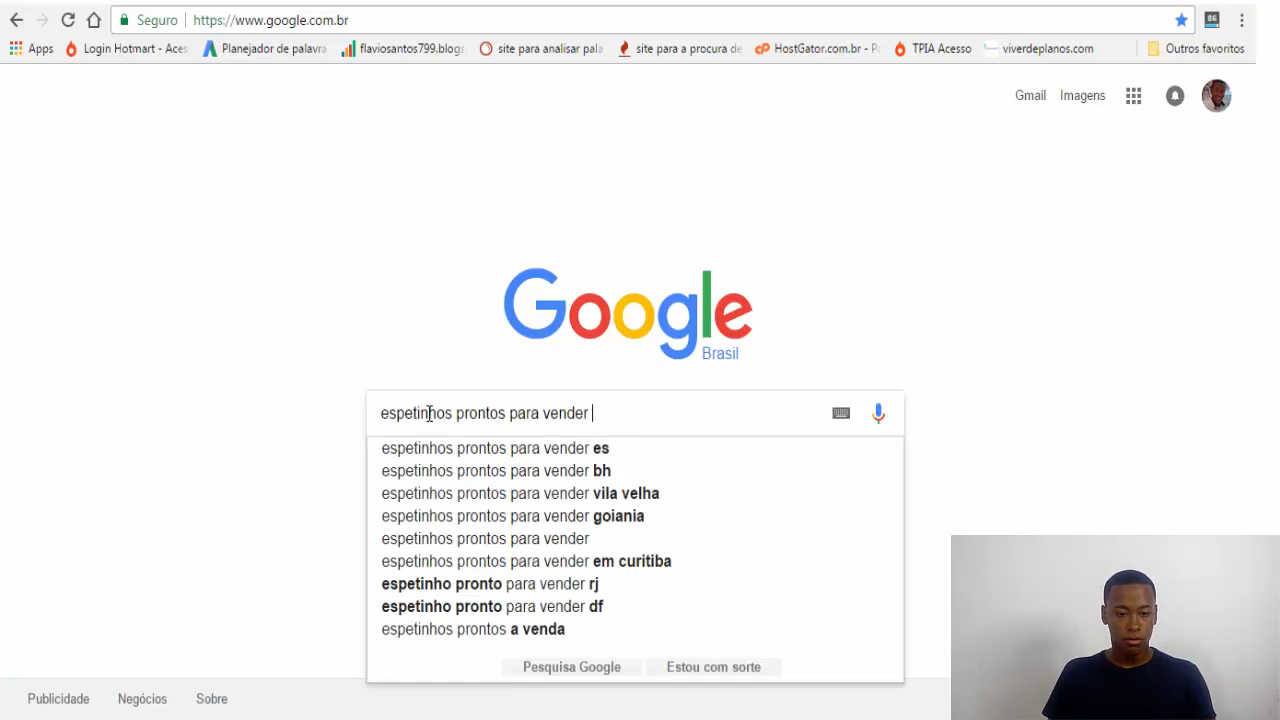 Seguro https://www.google.com.br
Apps Login Hotmart - Aces Planejador de palavra flaviosantos799.blogs site para analisar pala site para a procura de HostGator.com.br - P TPIA Acesso viverdeplanos.com Outros favoritos
Gmail Imagens
Google
Brasil
espetinhos prontos para vender
espetinhos prontos para vender es
espetinhos prontos para vender bh
espetinhos prontos para vender vila velha
espetinhos prontos para vender goiania
espetinhos prontos para vender
espetinhos prontos para vender em curitiba
espetinho pronto para vender rj
espetinho pronto para vender df
espetinhos prontos a venda
Pesquisa Google Estou com sorte
Publicidade Negócios Sobre